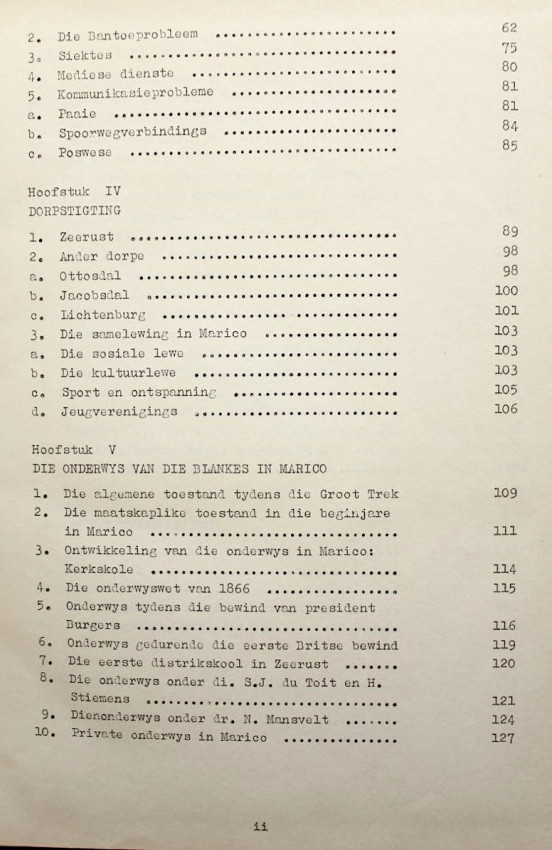 2. Die Bantoeprobleem ........................ 62
3. Siektes ................................... 75
4. Mediese dienste ........................... 80
5. Kommunikasieprobleme ...................... 81
a. Paaie ..................................... 81
b. Spoorwegverbindings ....................... 84
c. Poswese ................................... 85
Hoofstuk IV
DORPSTIGTING
1. Zeerust ................................... 89
2. Ander dorpe ............................... 98
a. Ottosdal .................................. 98
b. Jacobsdal ................................. 100
c. Lichtenburg ............................... 101
3. Die samelewing in Marico .................. 103
a. Die sosiale lewe .......................... 103
b. Die kultuurlewe ........................... 103
c. Sport en ontspanning ...................... 105
d. Jeugverenigings ........................... 106
Hoofstuk V
DIE ONDERWYS VAN DIE BLANKES IN MARICO
1. Die algemene toestand tydens die Groot Trek 109
2. Die maatskaplike toestand in die beginjare
in Marico ................................ 111
3. Ontwikkeling van die onderwys in Marico:
Kerkskole ................................ 114
4. Die onderwyswet van 1866 ................. 115
5. Onderwys tydens die bewind van president
Burgers .................................. 116
6. Onderwys gedurende die eerste Britse bewind 119
7. Die eerste distrikskool in Zeerust ....... 120
8. Die onderwys onder di. S.J. du Toit en H.
Stiemens ................................. 121
9. Dienonderwys onder dr. N. Mansvelt ....... 124
10. Private onderwys in Marico ............... 127
ii